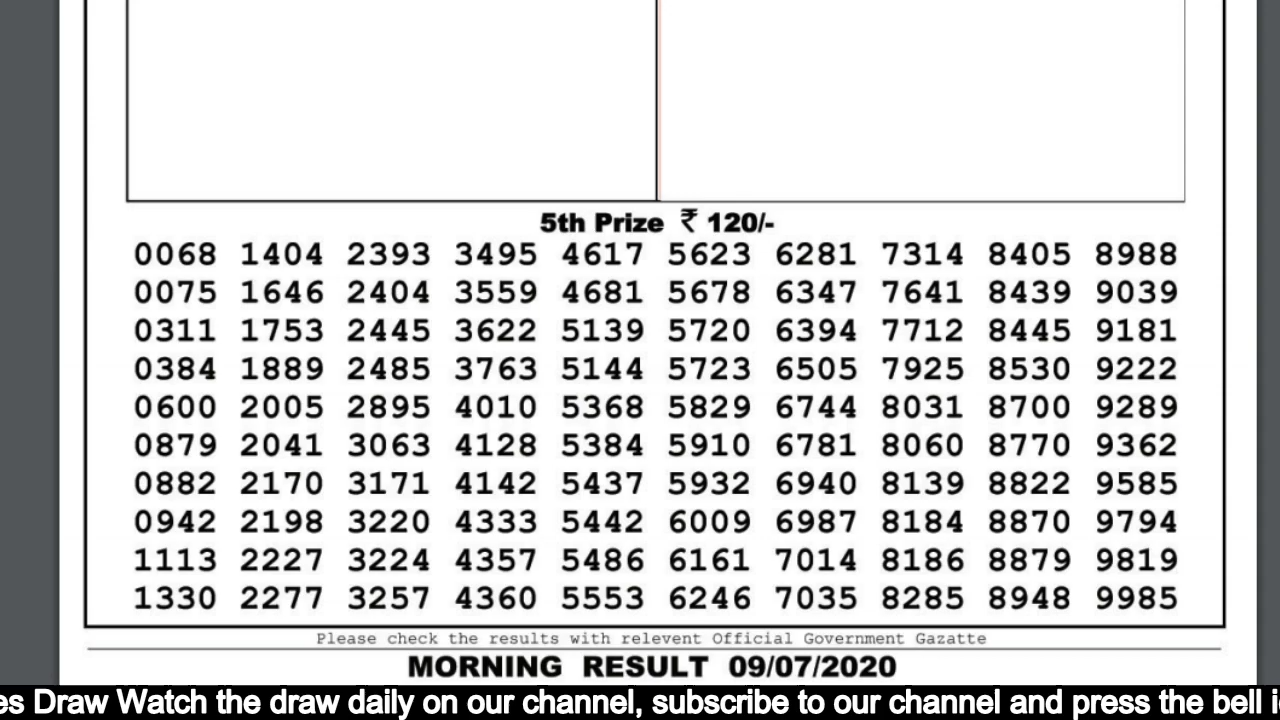 5th Prize ₹ 120/-
0068 1404 2393 3495 4617 5623 6281 7314 8405 8988
0075 1646 2404 3559 4681 5678 6347 7641 8439 9039
0311 1753 2445 3622 5139 5720 6394 7712 8445 9181
0384 1889 2485 3763 5144 5723 6505 7925 8530 9222
0600 2005 2895 4010 5368 5829 6744 8031 8700 9289
0879 2041 3063 4128 5384 5910 6781 8060 8770 9362
0882 2170 3171 4142 5437 5932 6940 8139 8822 9585
0942 2198 3220 4333 5442 6009 6987 8184 8870 9794
1113 2227 3224 4357 5486 6161 7014 8186 8879 9819
1330 2277 3257 4360 5553 6246 7035 8285 8948 9985
Please check the results with relevent Official Government Gazatte
MORNING RESULT 09/07/2020
es Draw Watch the draw daily on our channel, subscribe to our channel and press the bell i